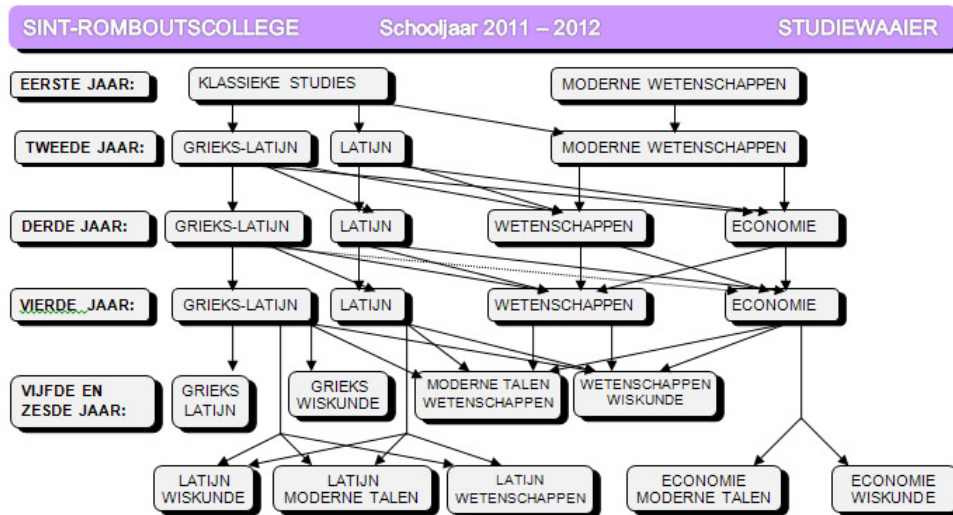 SINT-ROMBOUTSCOLLEGE Schooljaar 2011 – 2012 STUDIEWAAIER
EERSTE JAAR: KLASSIEKE STUDIES MODERNE WETENSCHAPPEN
TWEEDE JAAR: GRIEKS-LATIJN LATIJN MODERNE WETENSCHAPPEN
DERDE JAAR: GRIEKS-LATIJN LATIJN WETENSCHAPPEN ECONOMIE
VIERDE JAAR: GRIEKS-LATIJN LATIJN WETENSCHAPPEN ECONOMIE
VIJFDE EN
ZESDE JAAR:
GRIEKS
LATIJN
GRIEKS
WISKUNDE
MODERNE TALEN
WETENSCHAPPEN
WETENSCHAPPEN
WISKUNDE
LATIJN
WISKUNDE
LATIJN
MODERNE TALEN
LATIJN
WETENSCHAPPEN
ECONOMIE
MODERNE TALEN
ECONOMIE
WISKUNDE